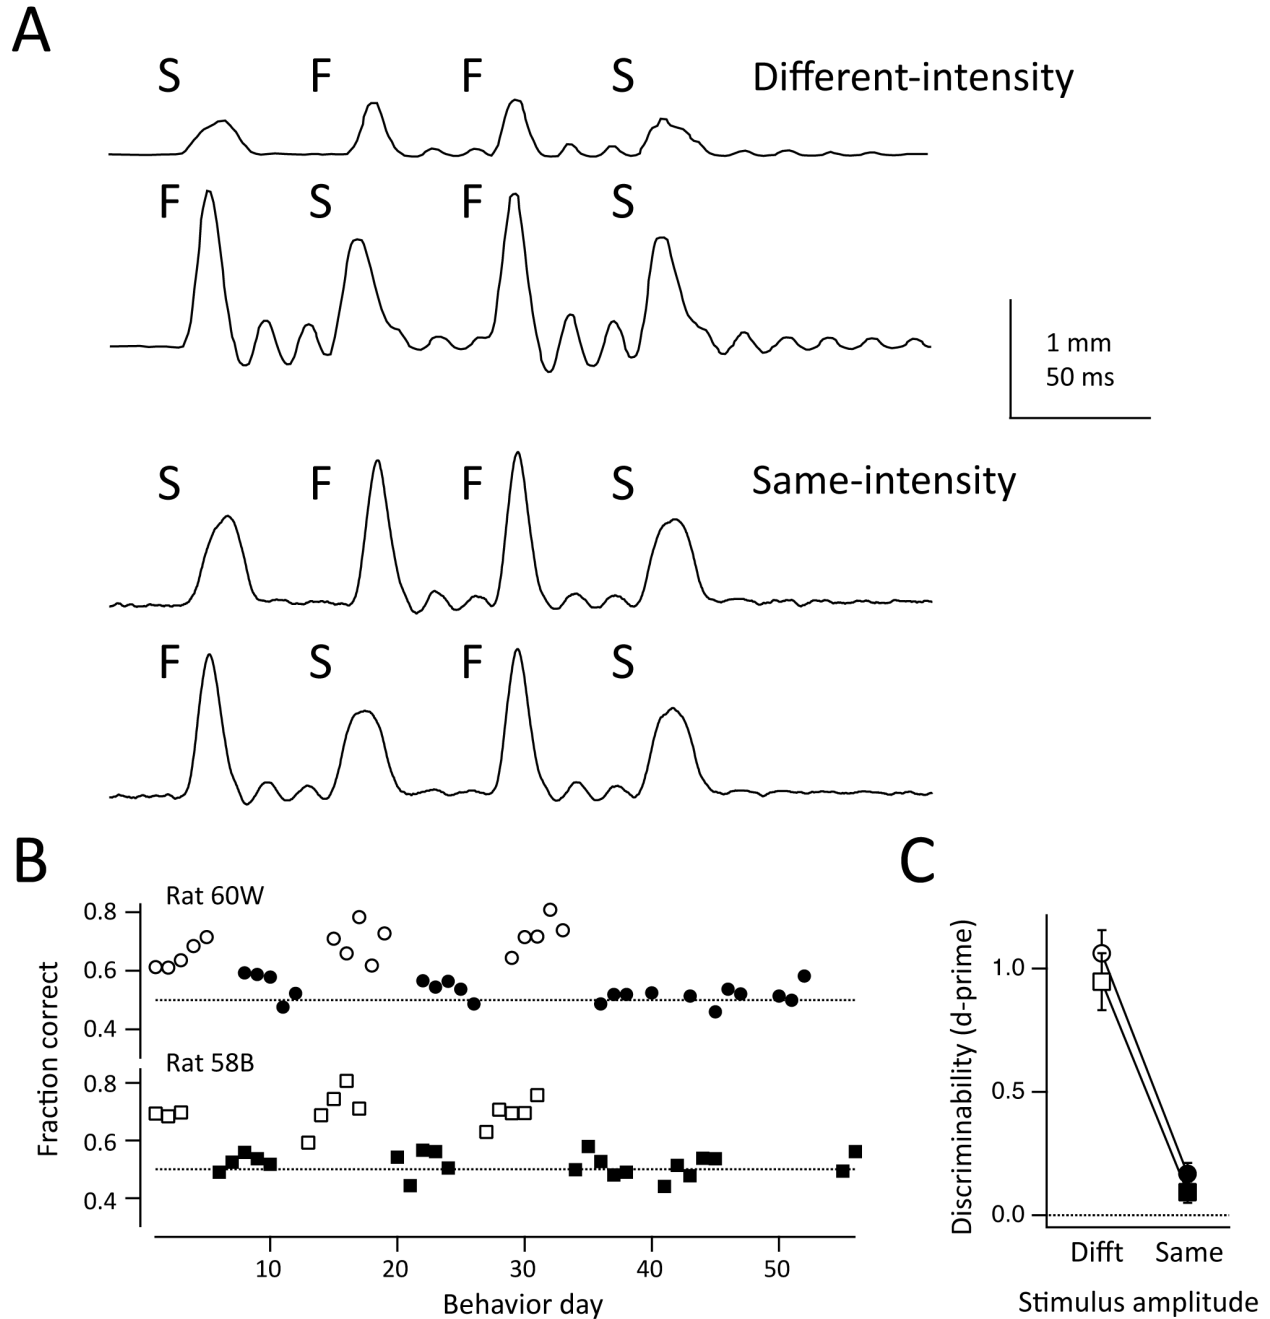 A
S F F S Different-intensity
F S F S
1 mm
50 ms
S F F S Same-intensity
F S F S
B
Rat 60W
0.8
0.6
0.4
Rat 58B
0.8
0.6
0.4
Fraction correct
10 20 30 40 50
Behavior day
C
Discriminability (d-prime)
1.0
0.5
0.0
Difft Same
Stimulus amplitude